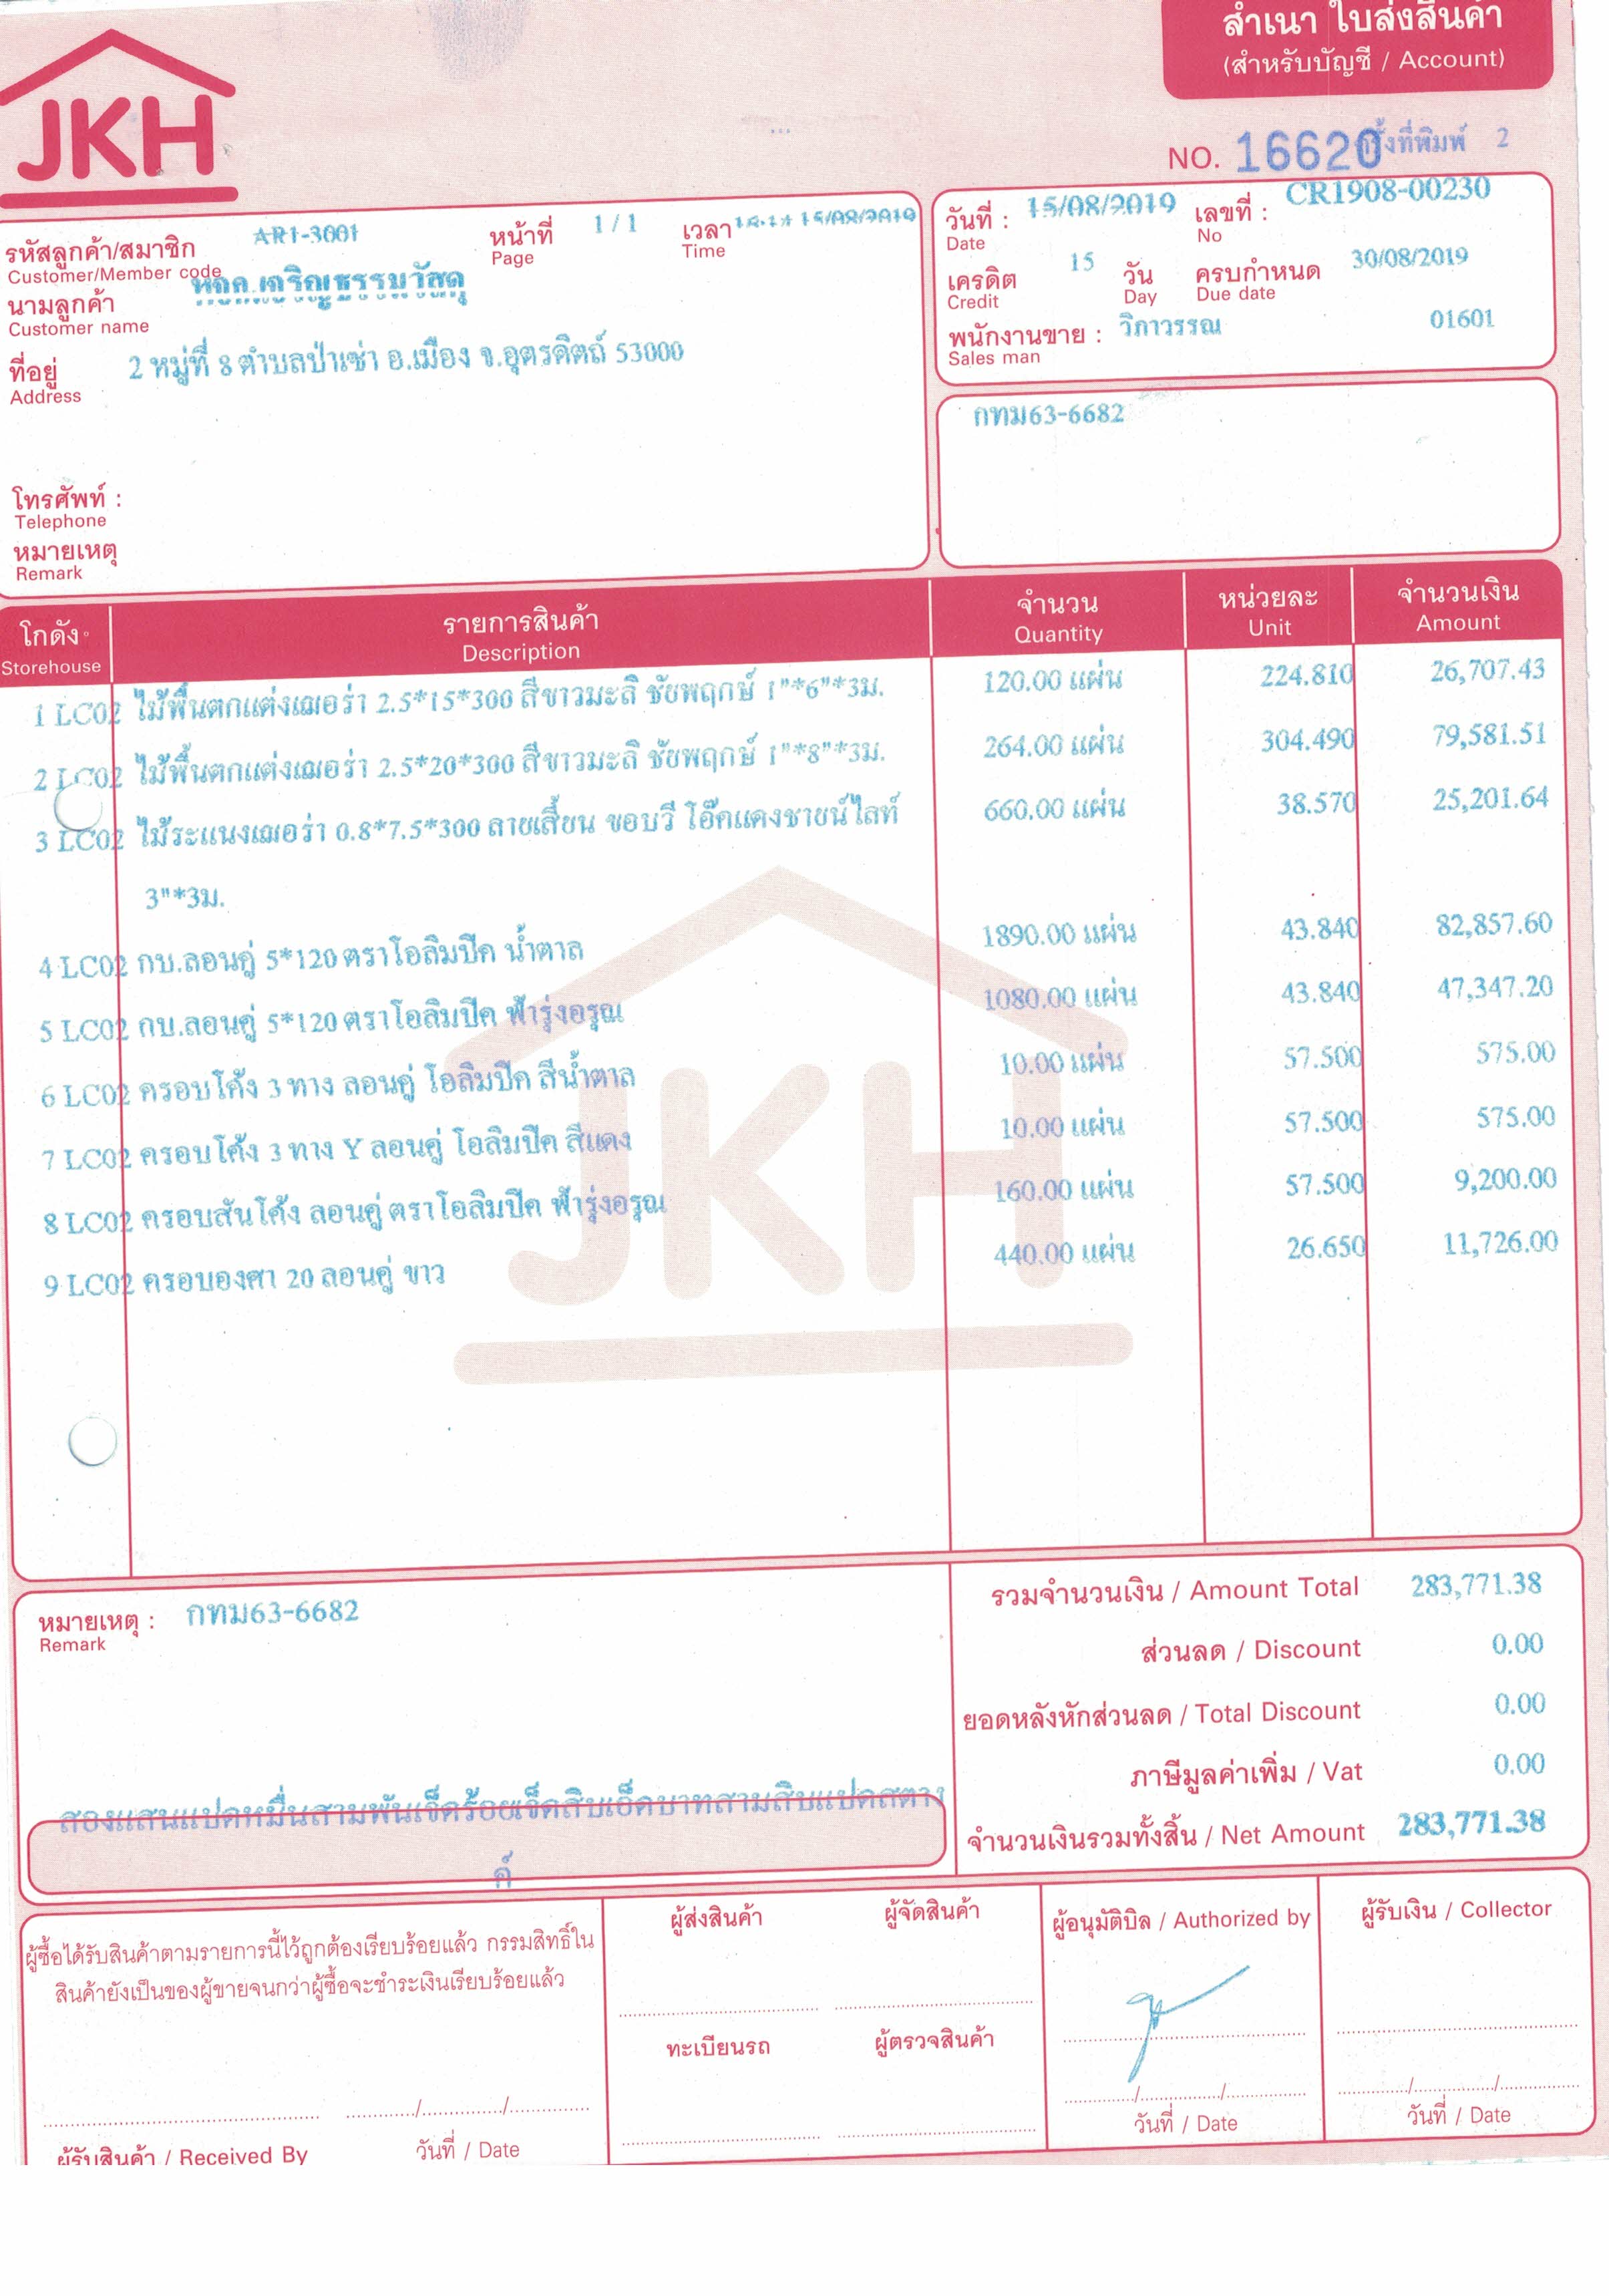 สำเนา ใบส่งสินค้า
(สำหรับบัญชี / Account)
JKH
NO. 16620 ครั้งที่พิมพ์ 2
รหัสลูกค้า/สมาชิก AR1-3001 หน้าที่ 1 / 1 เวลา 15/08/2019
Customer/Member code Page Time
นามลูกค้า หจก.เจริญธรรมวัสดุ
Customer name
ที่อยู่ 2 หมู่ที่ 8 ตำบลป่าเซ่า อ.เมือง จ.อุตรดิตถ์ 53000
Address
โทรศัพท์ :
Telephone
หมายเหตุ
Remark
วันที่ : 15/08/2019 เลขที่ : CR1908-00230
Date No
เครดิต 15 วัน ครบกำหนด 30/08/2019
Credit Day Due date
พนักงานขาย : วิภาวรรณ 01601
Sales man
กทม63-6682
โกดัง รายการสินค้า จำนวน หน่วยละ จำนวนเงิน
Storehouse Description Quantity Unit Amount
1 LC02 ไม้พื้นตกแต่งเฌอร่า 2.5*15*300 สีขาวมะลิ ชัยพฤกษ์ 1"*6"*3ม. 120.00 แผ่น 224.810 26,707.43
2 LC02 ไม้พื้นตกแต่งเฌอร่า 2.5*20*300 สีขาวมะลิ ชัยพฤกษ์ 1"*8"*3ม. 264.00 แผ่น 304.490 79,581.51
3 LC02 ไม้ระแนงเฌอร่า 0.8*7.5*300 ลายเสี้ยน ขอบวี โอ๊คแดงชายน์ไลท์ 660.00 แผ่น 38.570 25,201.64
3"*3ม.
4 LC02 กบ.ลอนคู่ 5*120 ตราโอลิมปิค น้ำตาล 1890.00 แผ่น 43.840 82,857.60
5 LC02 กบ.ลอนคู่ 5*120 ตราโอลิมปิค ฟ้ารุ่งอรุณ 1080.00 แผ่น 43.840 47,347.20
6 LC02 ครอบโค้ง 3 ทาง ลอนคู่ โอลิมปิค สีน้ำตาล 10.00 แผ่น 57.500 575.00
7 LC02 ครอบโค้ง 3 ทาง Y ลอนคู่ โอลิมปิค สีแดง 10.00 แผ่น 57.500 575.00
8 LC02 ครอบสันโค้ง ลอนคู่ ตราโอลิมปิค ฟ้ารุ่งอรุณ 160.00 แผ่น 57.500 9,200.00
9 LC02 ครอบองศา 20 ลอนคู่ ขาว 440.00 แผ่น 26.650 11,726.00
JKH
หมายเหตุ : กทม63-6682
Remark
รวมจำนวนเงิน / Amount Total 283,771.38
ส่วนลด / Discount 0.00
ยอดหลังหักส่วนลด / Total Discount 0.00
ภาษีมูลค่าเพิ่ม / Vat 0.00
จำนวนเงินรวมทั้งสิ้น / Net Amount 283,771.38
สองแสนแปดหมื่นสามพันเจ็ดร้อยเจ็ดสิบเอ็ดบาทสามสิบแปดสตาง
ค์
ผู้ซื้อได้รับสินค้าตามรายการนี้ไว้ถูกต้องเรียบร้อยแล้ว กรรมสิทธิ์ใน
สินค้ายังเป็นของผู้ขายจนกว่าผู้ซื้อจะชำระเงินเรียบร้อยแล้ว
ผู้รับสินค้า / Received By วันที่ / Date
ผู้ส่งสินค้า ผู้จัดสินค้า
ทะเบียนรถ ผู้ตรวจสินค้า
ผู้อนุมัติบิล / Authorized by
วันที่ / Date
ผู้รับเงิน / Collector
วันที่ / Date